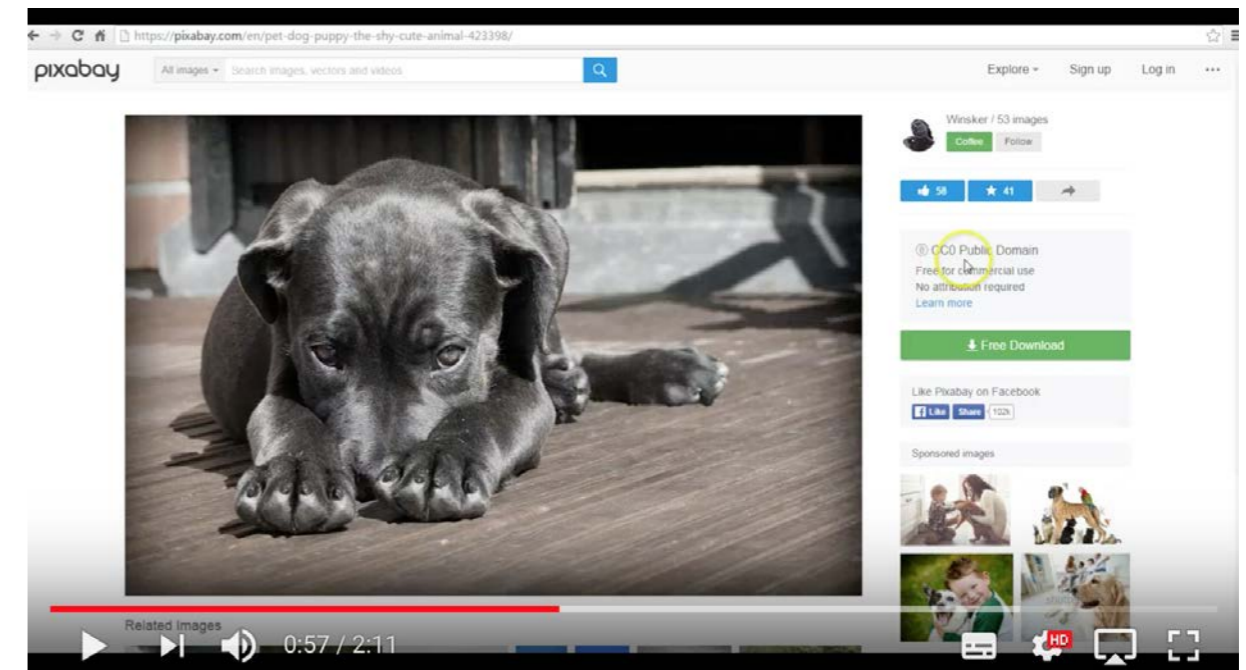 https://pixabay.com/en/pet-dog-puppy-the-shy-cute-animal-423398/
pixabay
All images
Search images, vectors and videos
Explore
Sign up
Log in
Winsker / 53 images
Coffee
Follow
58
41
CC0 Public Domain
Free for commercial use
No attribution required
Learn more
Free Download
Like Pixabay on Facebook
Like
Share
102k
Sponsored images
Related Images
0:57 / 2:11
HD